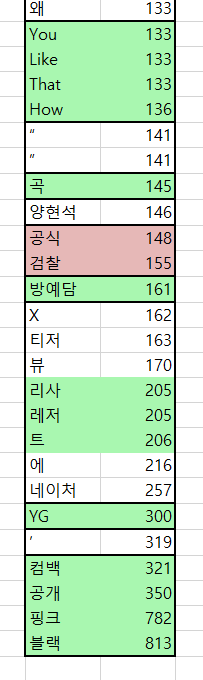 왜 133
You 133
Like 133
That 133
How 136
“ 141
” 141
곡 145
양현석 146
공식 148
검찰 155
방예담 161
X 162
티저 163
뷰 170
리사 205
레저 205
트 206
에 216
네이처 257
YG 300
’ 319
컴백 321
공개 350
핑크 782
블랙 813